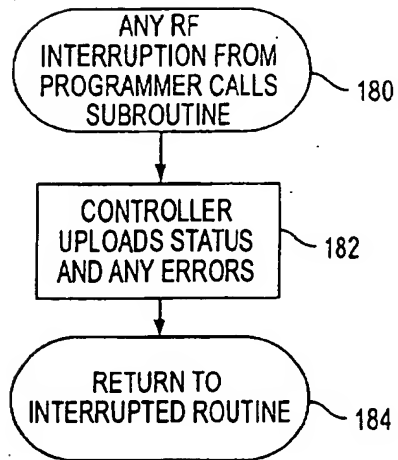 ANY RF
INTERRUPTION FROM
PROGRAMMER CALLS
SUBROUTINE
180
CONTROLLER
UPLOADS STATUS
AND ANY ERRORS
182
RETURN TO
INTERRUPTED ROUTINE
184